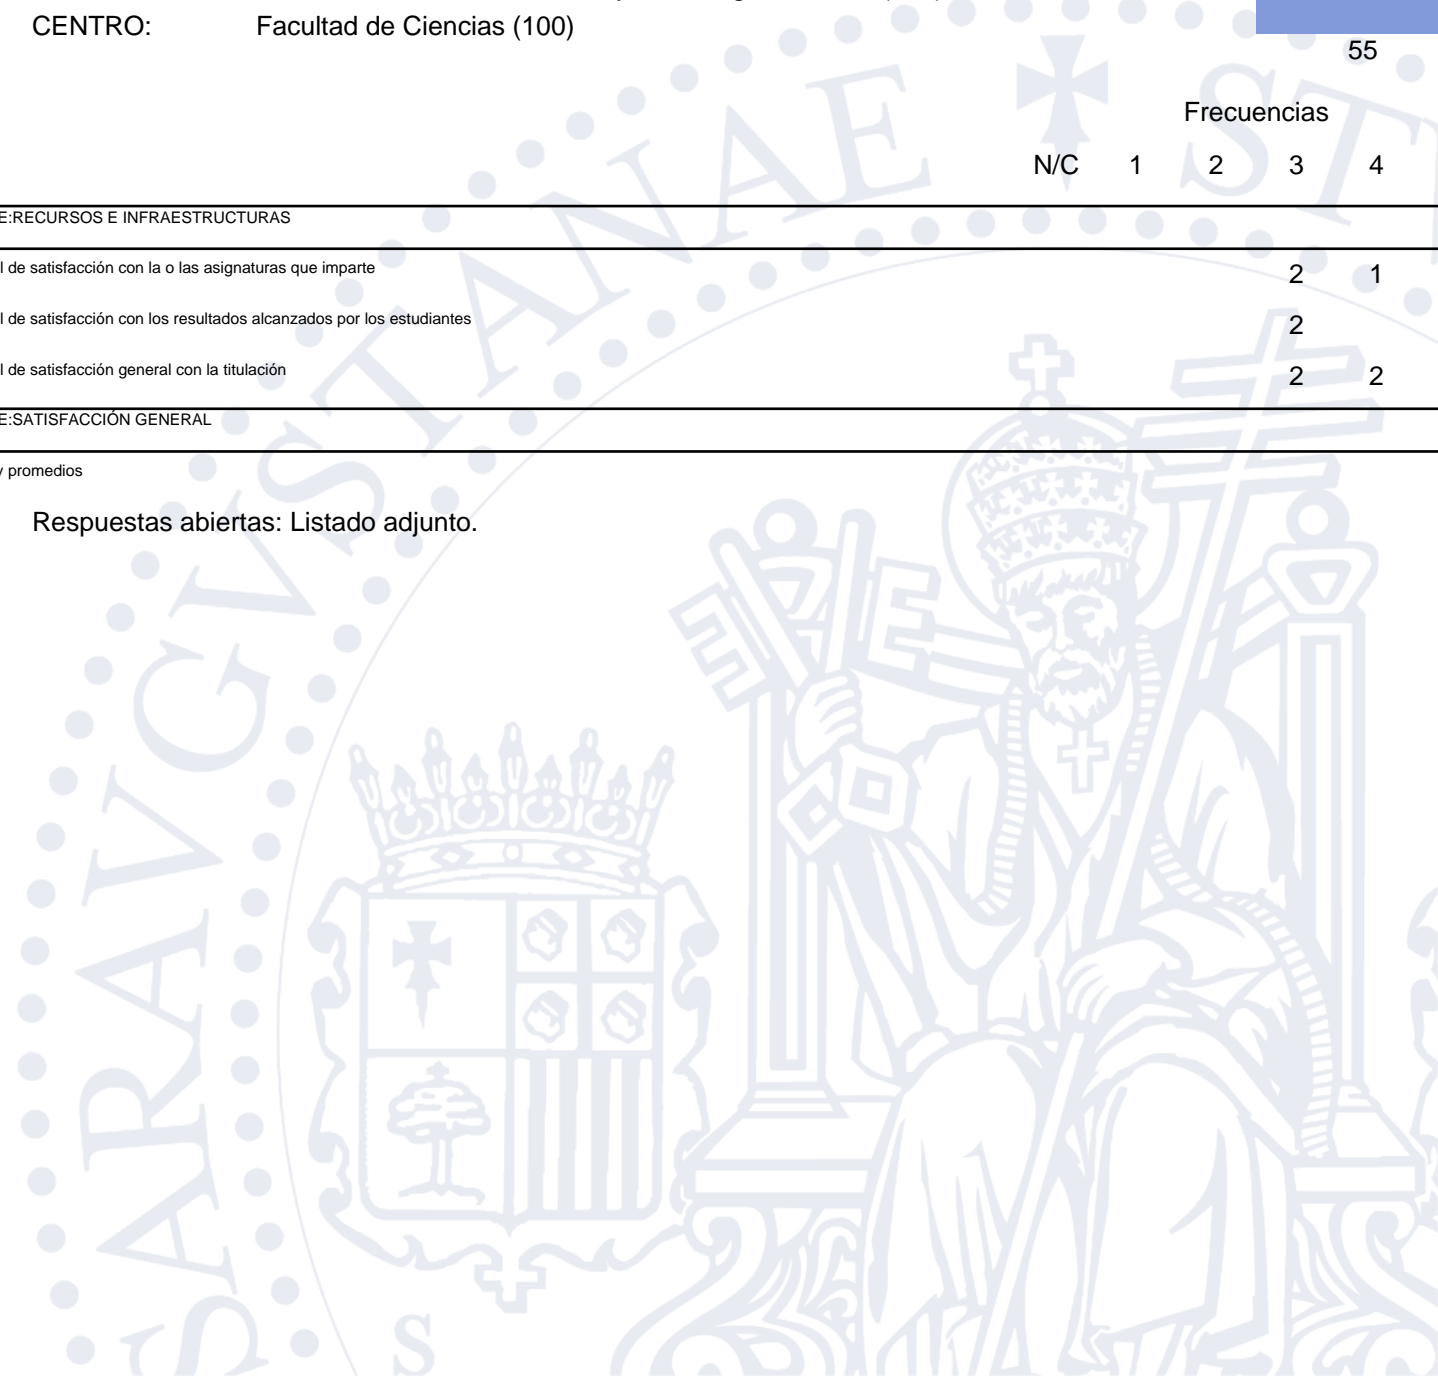 CENTRO: Facultad de Ciencias (100)
55
Frecuencias
N/C 1 2 3 4
E:RECURSOS E INFRAESTRUCTURAS
l de satisfacción con la o las asignaturas que imparte 2 1
l de satisfacción con los resultados alcanzados por los estudiantes 2
l de satisfacción general con la titulación 2 2
E:SATISFACCIÓN GENERAL
y promedios
Respuestas abiertas: Listado adjunto.
SARAVGVSTANAE ST
S